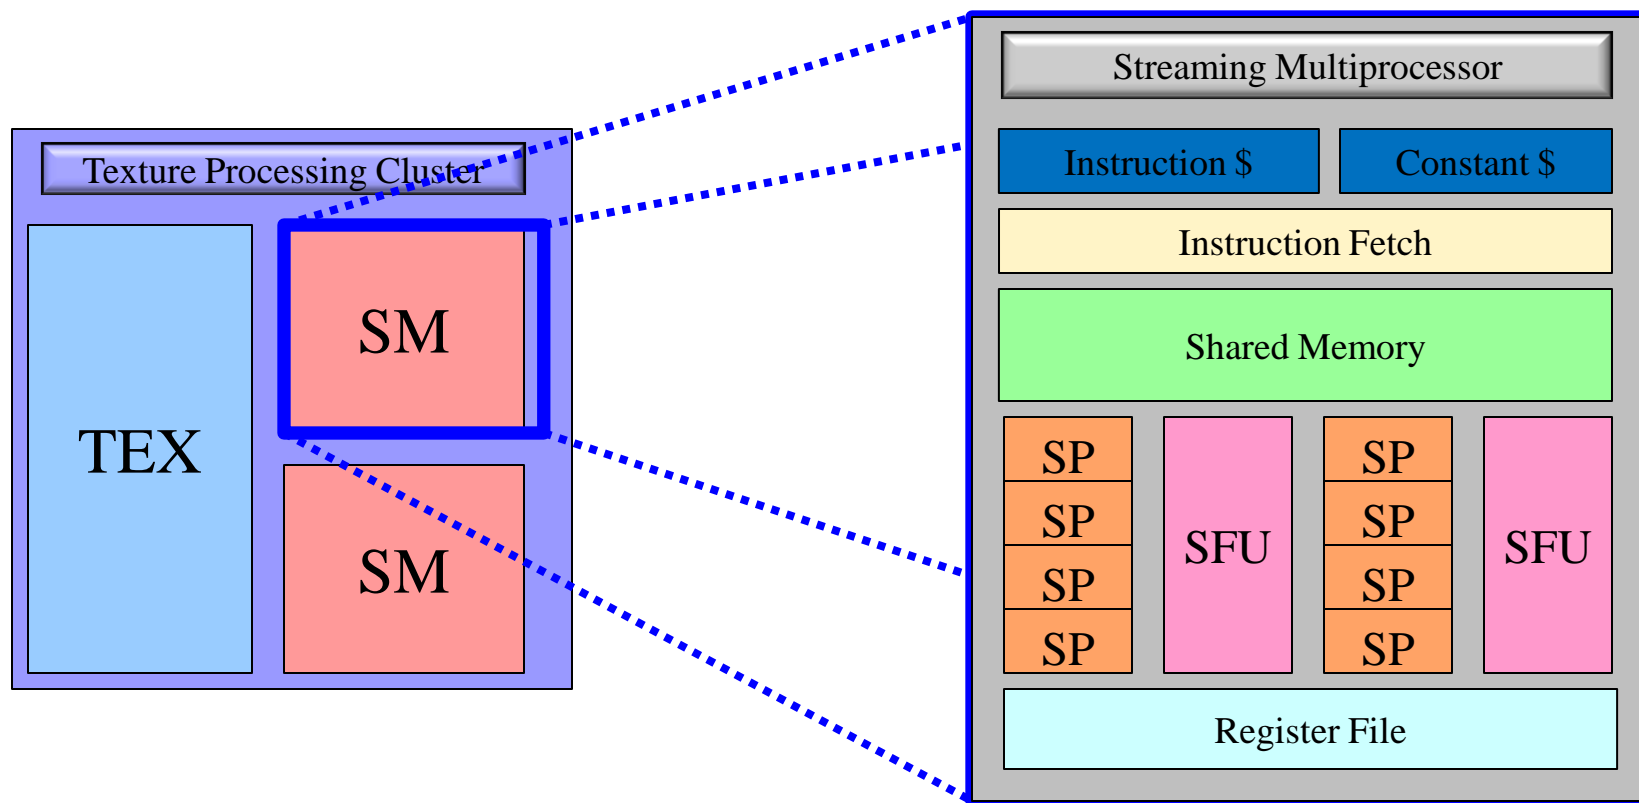 Texture Processing Cluster
TEX
SM
SM
Streaming Multiprocessor
Instruction $
Constant $
Instruction Fetch
Shared Memory
SP
SP
SP
SP
SFU
SP
SP
SP
SP
SFU
Register File